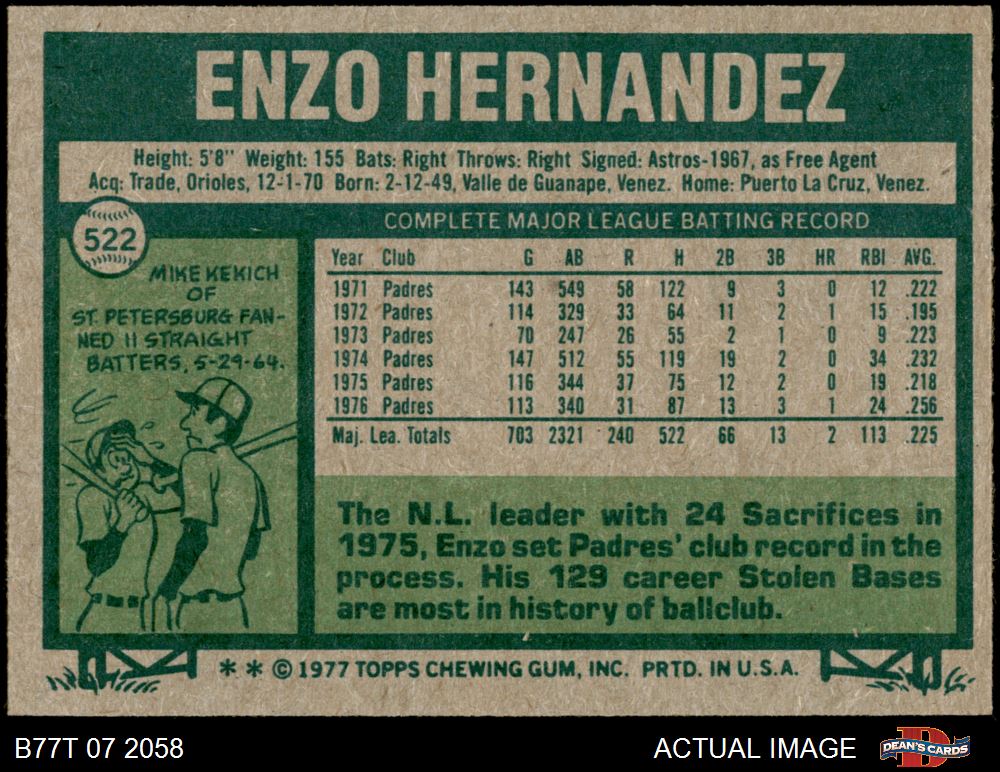 ENZO HERNANDEZ
Height: 5'8" Weight: 155 Bats: Right Throws: Right Signed: Astros-1967, as Free Agent
Acq: Trade, Orioles, 12-1-70 Born: 2-12-49, Valle de Guanape, Venez. Home: Puerto La Cruz, Venez.
522
MIKE KEKICH
OF
ST. PETERSBURG FAN-
NED 11 STRAIGHT
BATTERS, 5-29-64.
COMPLETE MAJOR LEAGUE BATTING RECORD
Year Club G AB R H 2B 3B HR RBI AVG.
1971 Padres 143 549 58 122 9 3 0 12 .222
1972 Padres 114 329 33 64 11 2 1 15 .195
1973 Padres 70 247 26 55 2 1 0 9 .223
1974 Padres 147 512 55 119 19 2 0 34 .232
1975 Padres 116 344 37 75 12 2 0 19 .218
1976 Padres 113 340 31 87 13 3 1 24 .256
Maj. Lea. Totals 703 2321 240 522 66 13 2 113 .225
The N.L. leader with 24 Sacrifices in
1975, Enzo set Padres' club record in the
process. His 129 career Stolen Bases
are most in history of ballclub.
* * © 1977 TOPPS CHEWING GUM, INC. PRTD. IN U.S.A.
B77T 07 2058
ACTUAL IMAGE
D
DEAN'S CARDS